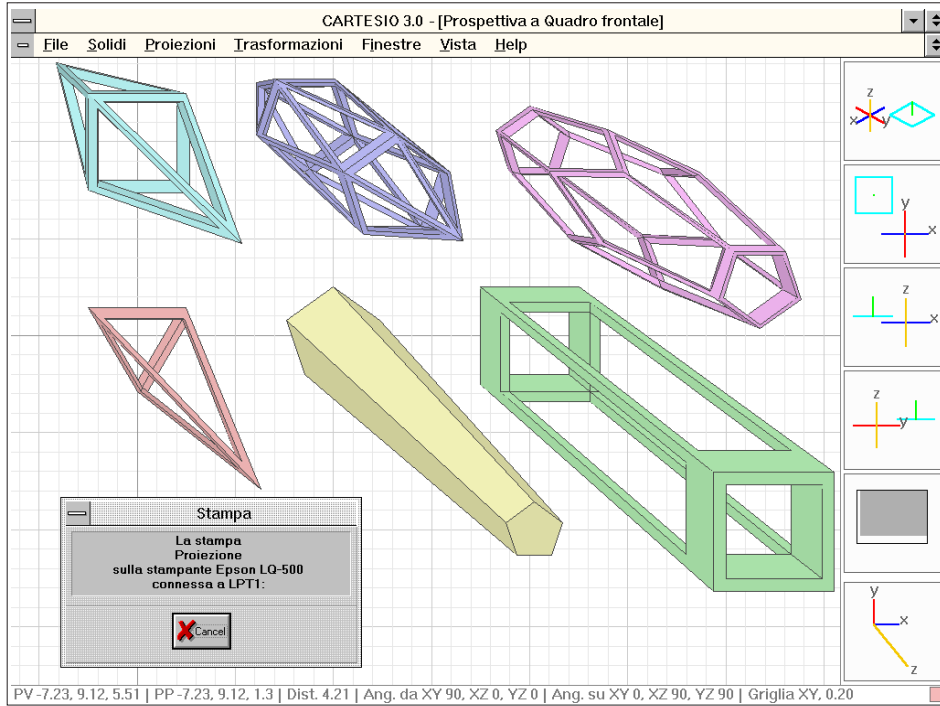 CARTESIO 3.0 - [Prospettiva a Quadro frontale]
File Solidi Proiezioni Trasformazioni Finestre Vista Help
z
x y
y
x
z
x
z
y
y
x
z
Stampa
La stampa
Proiezione
sulla stampante Epson LQ-500
connessa a LPT1:
Cancel
PV -7.23, 9.12, 5.51 | PP -7.23, 9.12, 1.3 | Dist. 4.21 | Ang. da XY 90, XZ 0, YZ 0 | Ang. su XY 0, XZ 90, YZ 90 | Griglia XY, 0.20